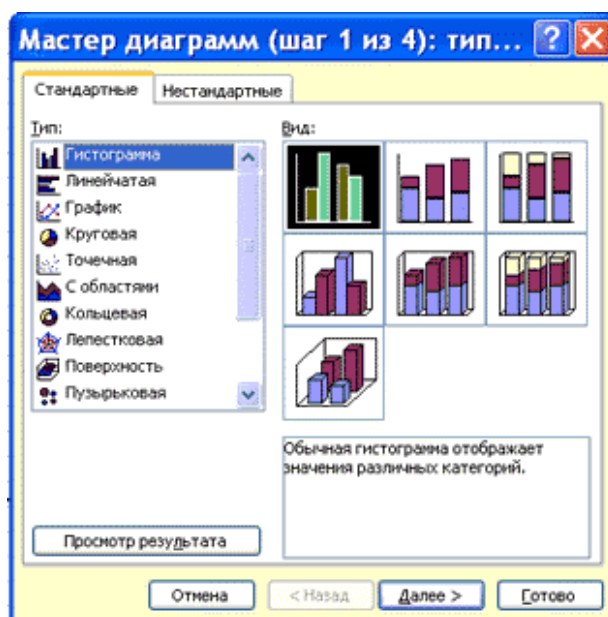 Мастер диаграмм (шаг 1 из 4): тип...
Стандартные
Нестандартные
Тип:
Гистограмма
Линейчатая
График
Круговая
Точечная
С областями
Кольцевая
Лепестковая
Поверхность
Пузырьковая
Вид:
Обычная гистограмма отображает
значения различных категорий.
Просмотр результата
Отмена
< Назад
Далее >
Готово